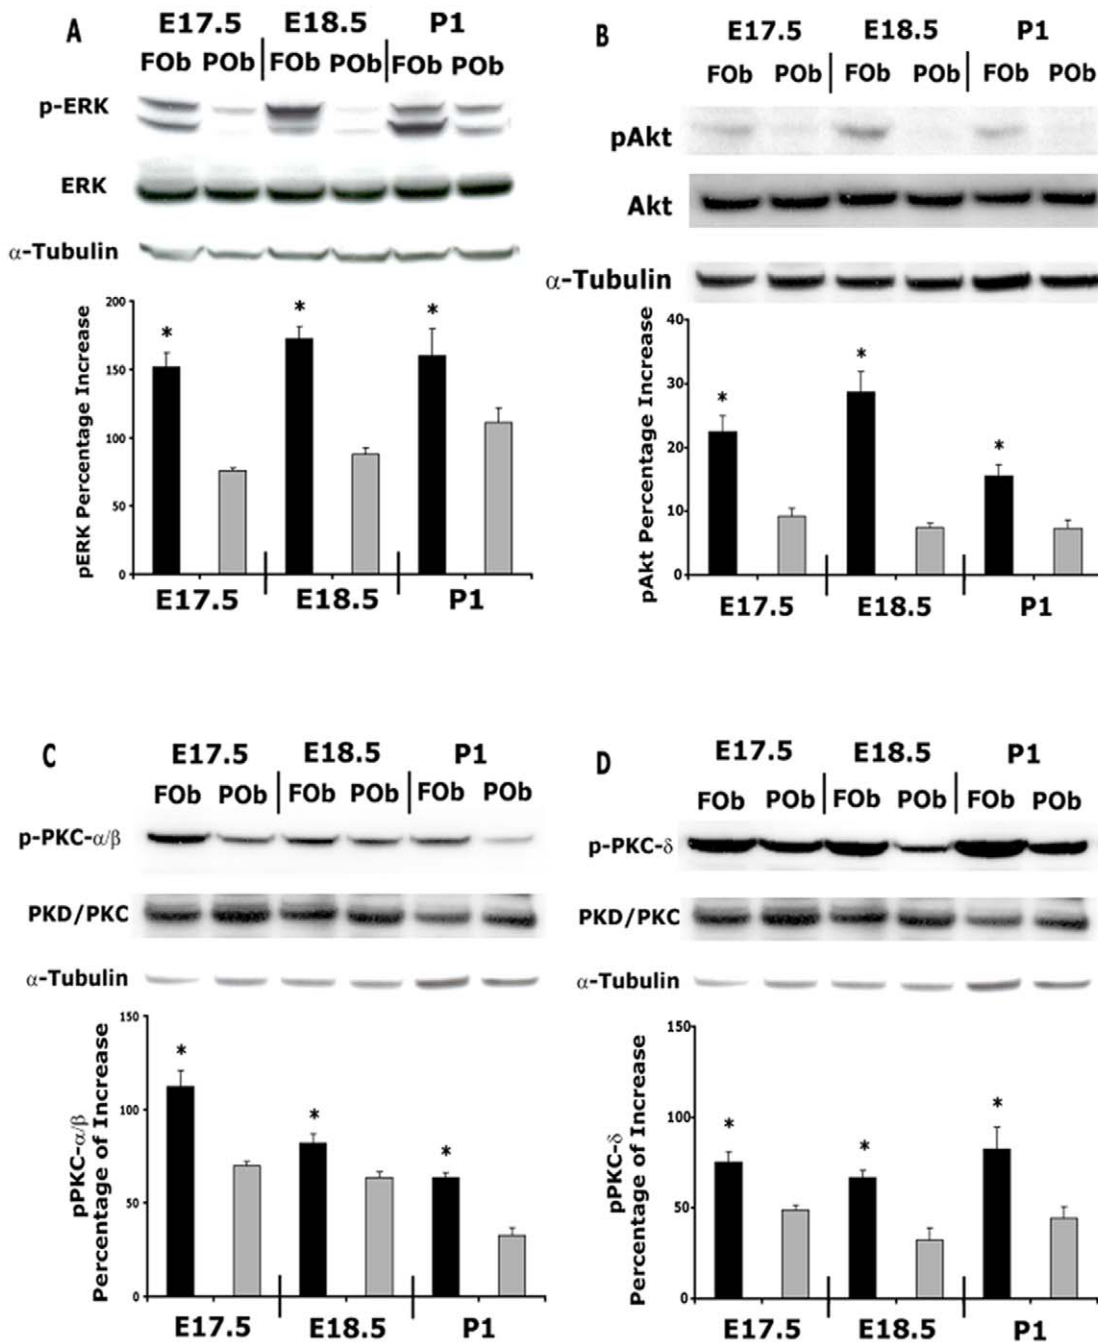 A
E17.5 E18.5 P1
FOb POb FOb POb FOb POb
p-ERK
ERK
α-Tubulin
pERK Percentage Increase
200
*
*
*
150
100
50
0
E17.5 E18.5 P1
B
E17.5 E18.5 P1
FOb POb FOb POb FOb POb
pAkt
Akt
α-Tubulin
pAkt Percentage Increase
40
*
30
*
*
20
10
0
E17.5 E18.5 P1
C
E17.5 E18.5 P1
FOb POb FOb POb FOb POb
p-PKC-α/β
PKD/PKC
α-Tubulin
pPKC-α/β
Percentage of Increase
150
*
100
*
*
50
0
E17.5 E18.5 P1
D
E17.5 E18.5 P1
FOb POb FOb POb FOb POb
p-PKC-δ
PKD/PKC
α-Tubulin
pPKC-δ
Percentage of Increase
150
*
*
*
100
50
0
E17.5 E18.5 P1